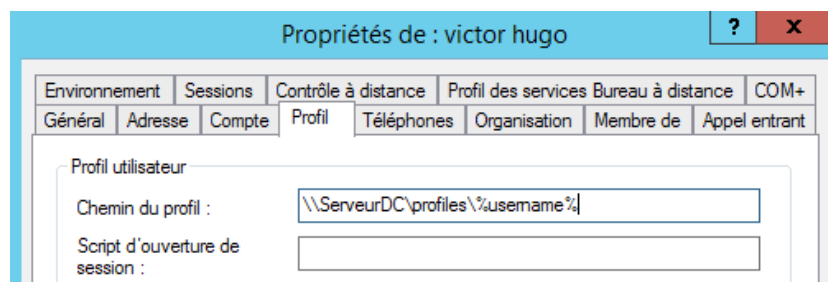 Propriétés de : victor hugo
? x
Environnement Sessions Contrôle à distance Profil des services Bureau à distance COM+
Général Adresse Compte Profil Téléphones Organisation Membre de Appel entrant
Profil utilisateur
Chemin du profil : \\ServeurDC\profiles\%username%
Script d'ouverture de
session :